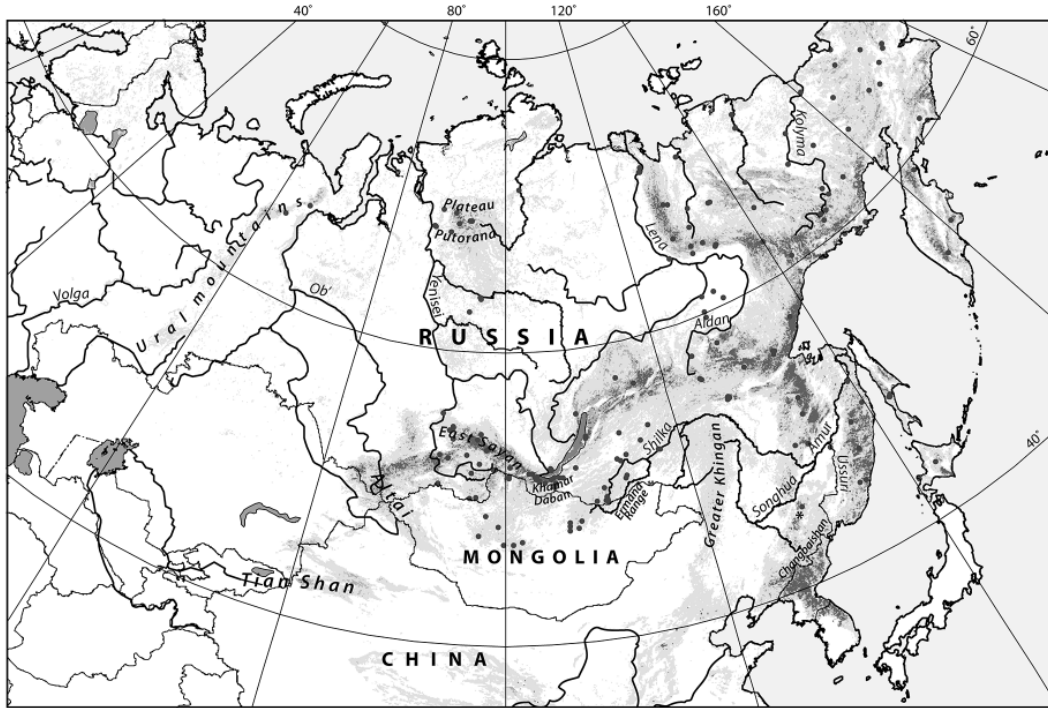 40°
80°
120°
160°
60°
Kolyma
Plateau
Putorana
Lena
Ural mountains
Yenisei
Volga
Ob'
RUSSIA
Aldan
40°
East Sayan
Shilka
Amur
Ussuri
Altai
Khamar
Daban
Ermana
Range
Greater Khingan
Songhua
*
Changbaishan
MONGOLIA
Tian Shan
CHINA